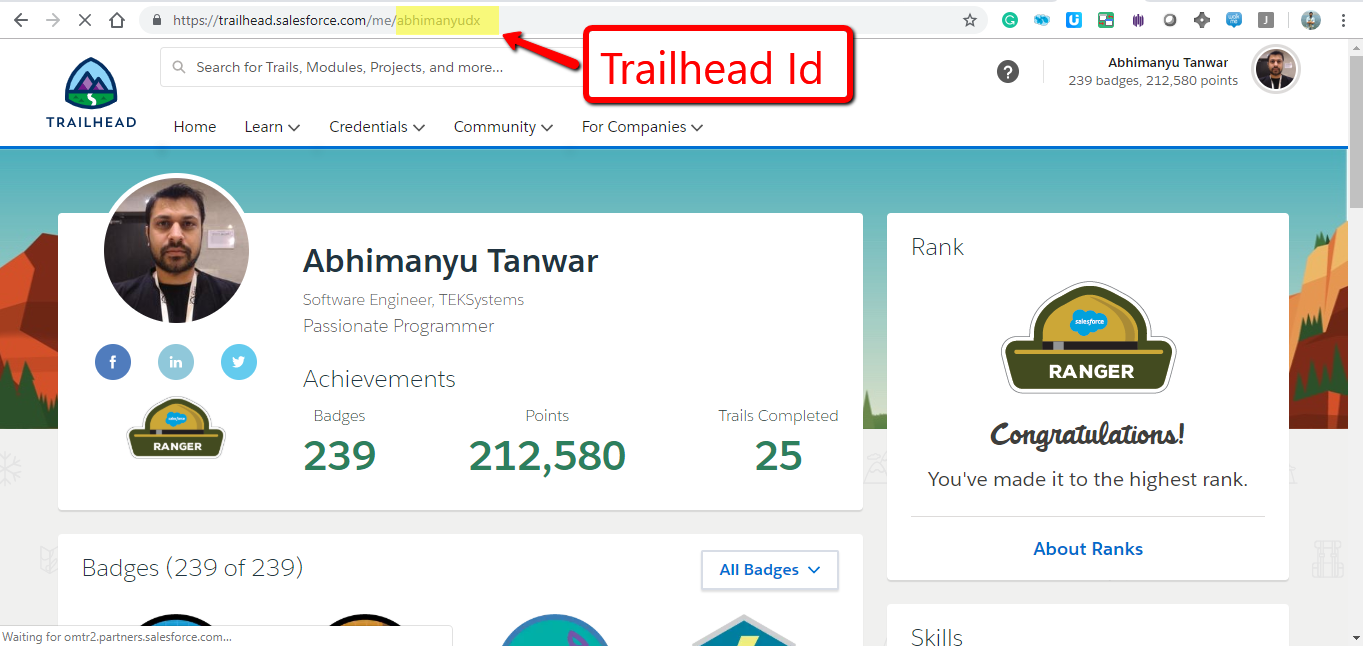 https://trailhead.salesforce.com/me/abhimanyudx
Trailhead Id
TRAILHEAD
Search for Trails, Modules, Projects, and more...
?
Abhimanyu Tanwar
239 badges, 212,580 points
Home Learn Credentials Community For Companies
Abhimanyu Tanwar
Software Engineer, TEKSystems
Passionate Programmer
f in
salesforce
RANGER
Achievements
Badges Points Trails Completed
239 212,580 25
Rank
salesforce
RANGER
Congratulations!
You've made it to the highest rank.
About Ranks
Badges (239 of 239)
All Badges
Skills
Waiting for omtr2.partners.salesforce.com...